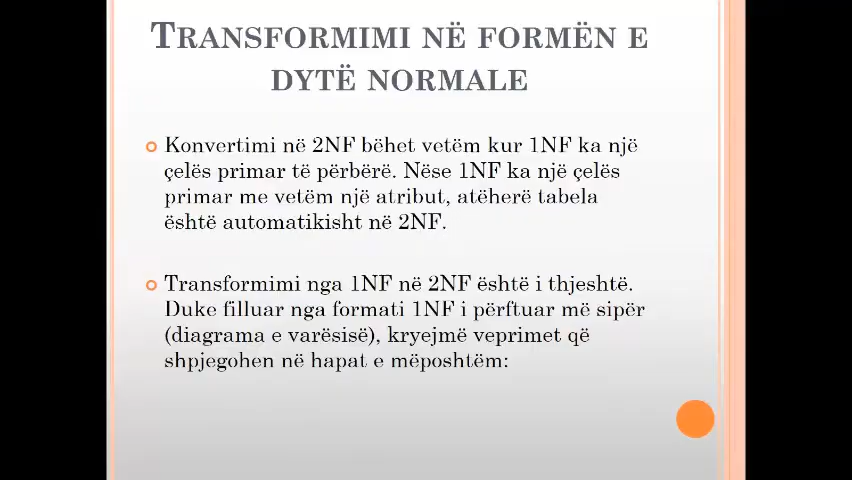 TRANSFORMIMI NË FORMËN E
DYTË NORMALE
Konvertimi në 2NF bëhet vetëm kur 1NF ka një
çelës primar të përbërë. Nëse 1NF ka një çelës
primar me vetëm një atribut, atëherë tabela
është automatikisht në 2NF.
Transformimi nga 1NF në 2NF është i thjeshtë.
Duke filluar nga formati 1NF i përftuar më sipër
(diagrama e varësisë), kryejmë veprimet që
shpjegohen në hapat e mëposhtëm: